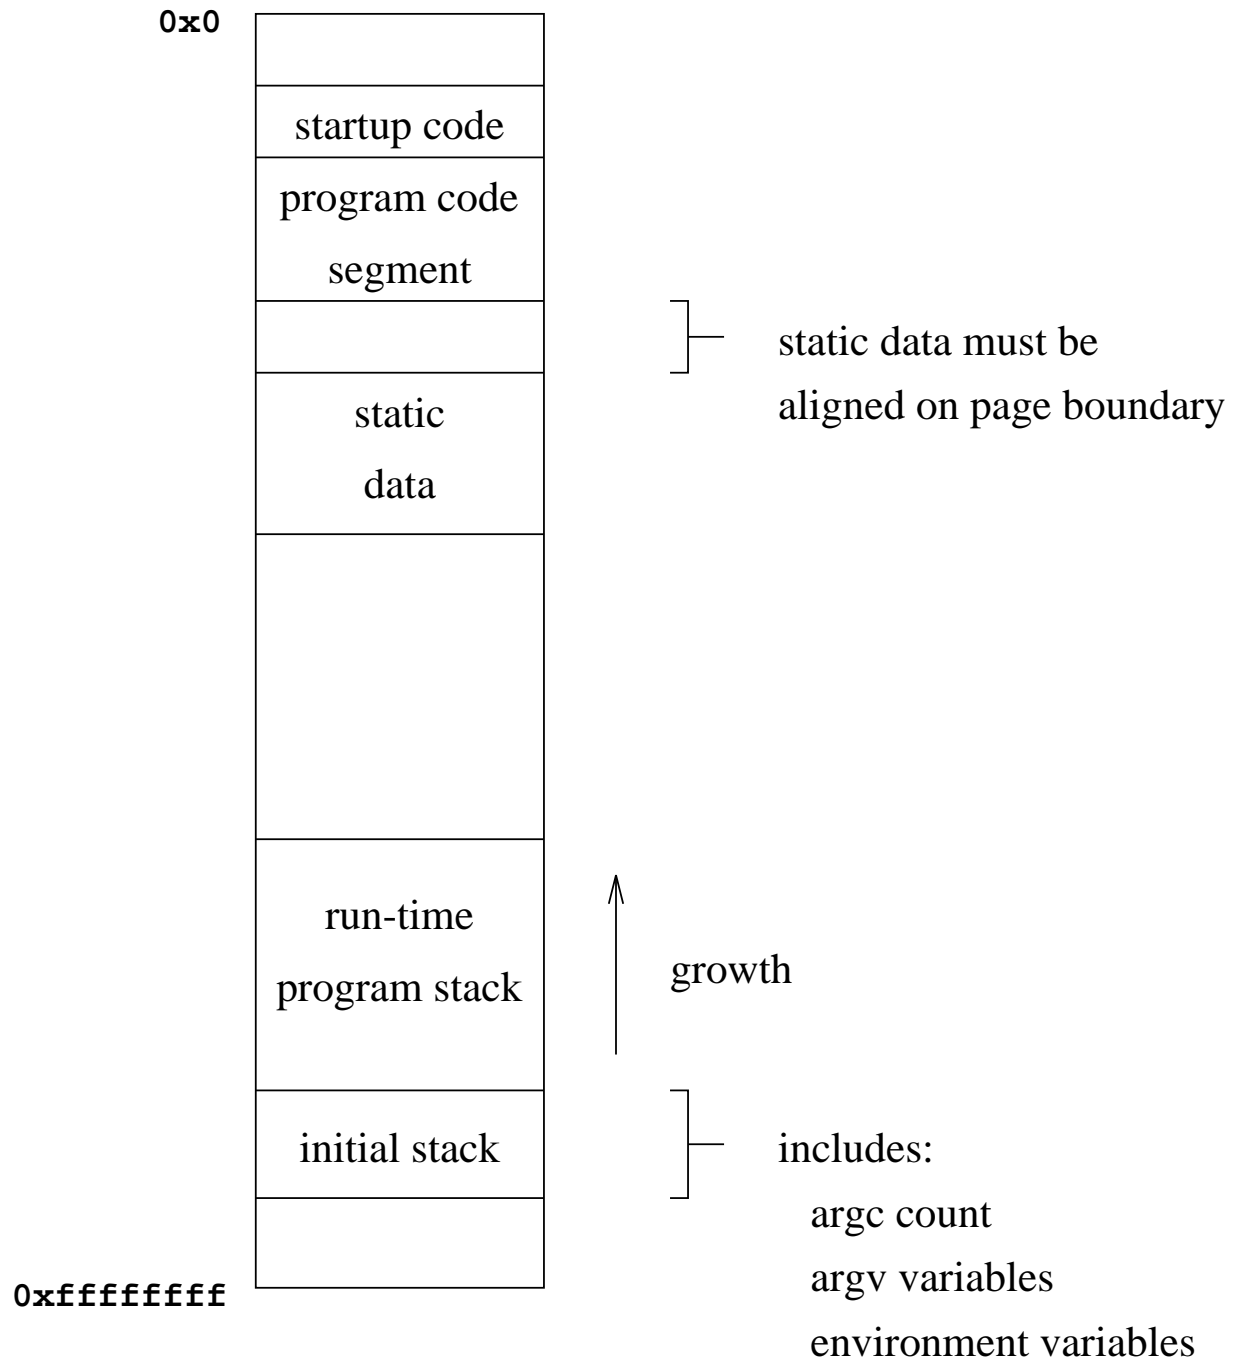 0x0
startup code
program code
segment
static data must be
aligned on page boundary
static
data
run-time
program stack
growth
initial stack
includes:
argc count
argv variables
environment variables
0xffffffff